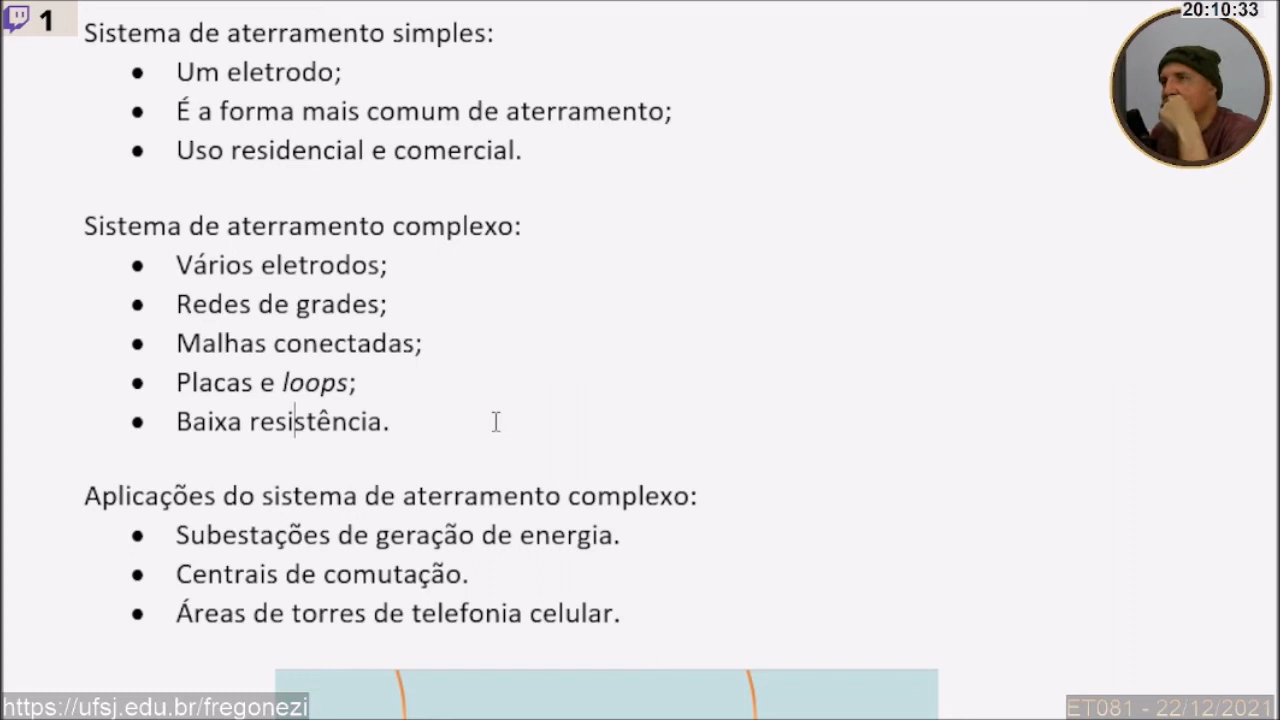 1
20:10:33
Sistema de aterramento simples:
• Um eletrodo;
• É a forma mais comum de aterramento;
• Uso residencial e comercial.
Sistema de aterramento complexo:
• Vários eletrodos;
• Redes de grades;
• Malhas conectadas;
• Placas e loops;
• Baixa resistência.
Aplicações do sistema de aterramento complexo:
• Subestações de geração de energia.
• Centrais de comutação.
• Áreas de torres de telefonia celular.
https://ufsj.edu.br/fregonezi
ET081 - 22/12/2021